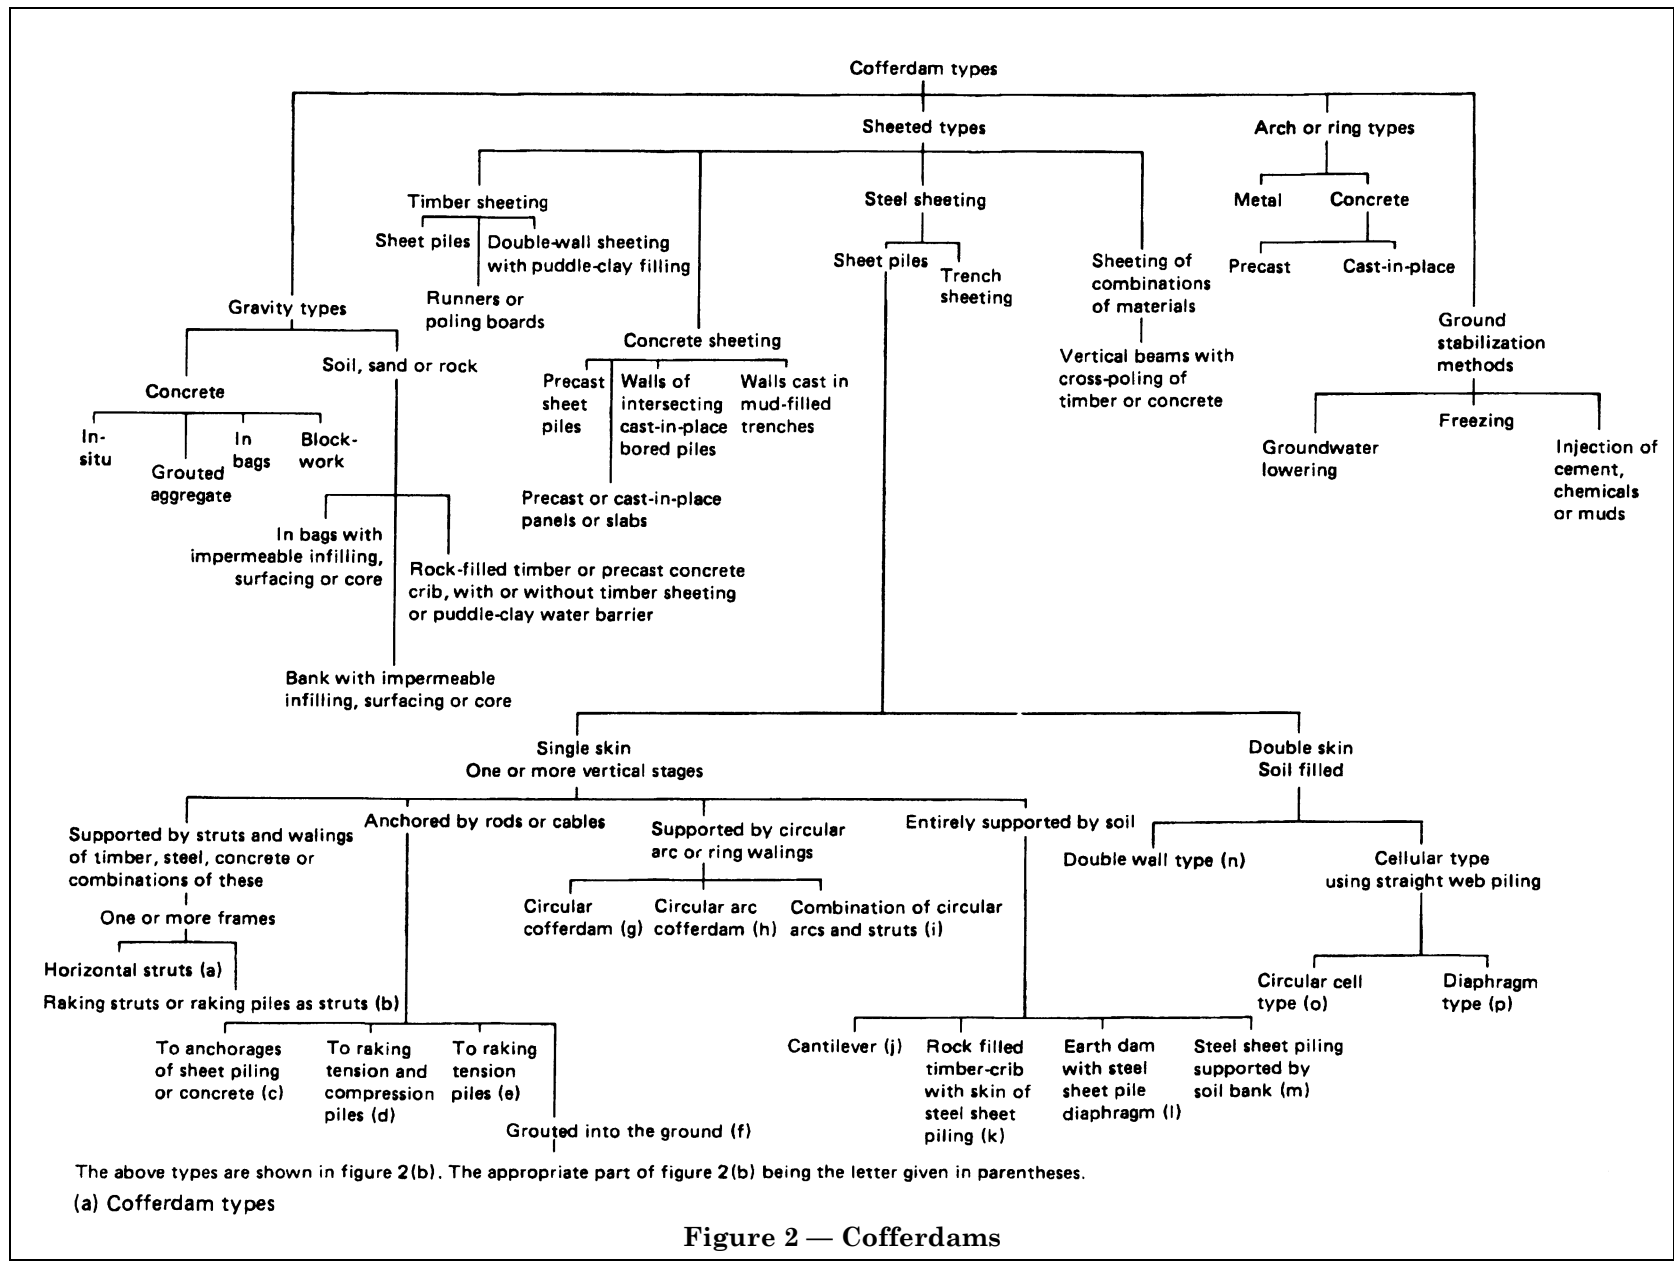 Cofferdam types
Sheeted types
Arch or ring types
Timber sheeting
Steel sheeting
Metal
Concrete
Sheet piles
Double-wall sheeting
with puddle-clay filling
Runners or
poling boards
Sheet piles
Trench
sheeting
Sheeting of
combinations
of materials
Precast
Cast-in-place
Gravity types
Soil, sand or rock
Concrete
In-
situ
Grouted
aggregate
In
bags
Block-
work
Concrete sheeting
Precast
sheet
piles
Walls of
intersecting
cast-in-place
bored piles
Walls cast in
mud-filled
trenches
Precast or cast-in-place
panels or slabs
Vertical beams with
cross-poling of
timber or concrete
Ground
stabilization
methods
Groundwater
lowering
Freezing
Injection of
cement,
chemicals
or muds
In bags with
impermeable infilling,
surfacing or core
Rock-filled timber or precast concrete
crib, with or without timber sheeting
or puddle-clay water barrier
Bank with impermeable
infilling, surfacing or core
Single skin
One or more vertical stages
Double skin
Soil filled
Supported by struts and walings
of timber, steel, concrete or
combinations of these
Anchored by rods or cables
Supported by circular
arc or ring walings
Entirely supported by soil
Double wall type (n)
Cellular type
using straight web piling
One or more frames
Circular
cofferdam (g)
Circular arc
cofferdam (h)
Combination of circular
arcs and struts (i)
Horizontal struts (a)
Raking struts or raking piles as struts (b)
Circular cell
type (o)
Diaphragm
type (p)
To anchorages
of sheet piling
or concrete (c)
To raking
tension and
compression
piles (d)
To raking
tension
piles (e)
Grouted into the ground (f)
Cantilever (j)
Rock filled
timber-crib
with skin of
steel sheet
piling (k)
Earth dam
with steel
sheet pile
diaphragm (l)
Steel sheet piling
supported by
soil bank (m)
The above types are shown in figure 2(b). The appropriate part of figure 2(b) being the letter given in parentheses.
(a) Cofferdam types
Figure 2 — Cofferdams